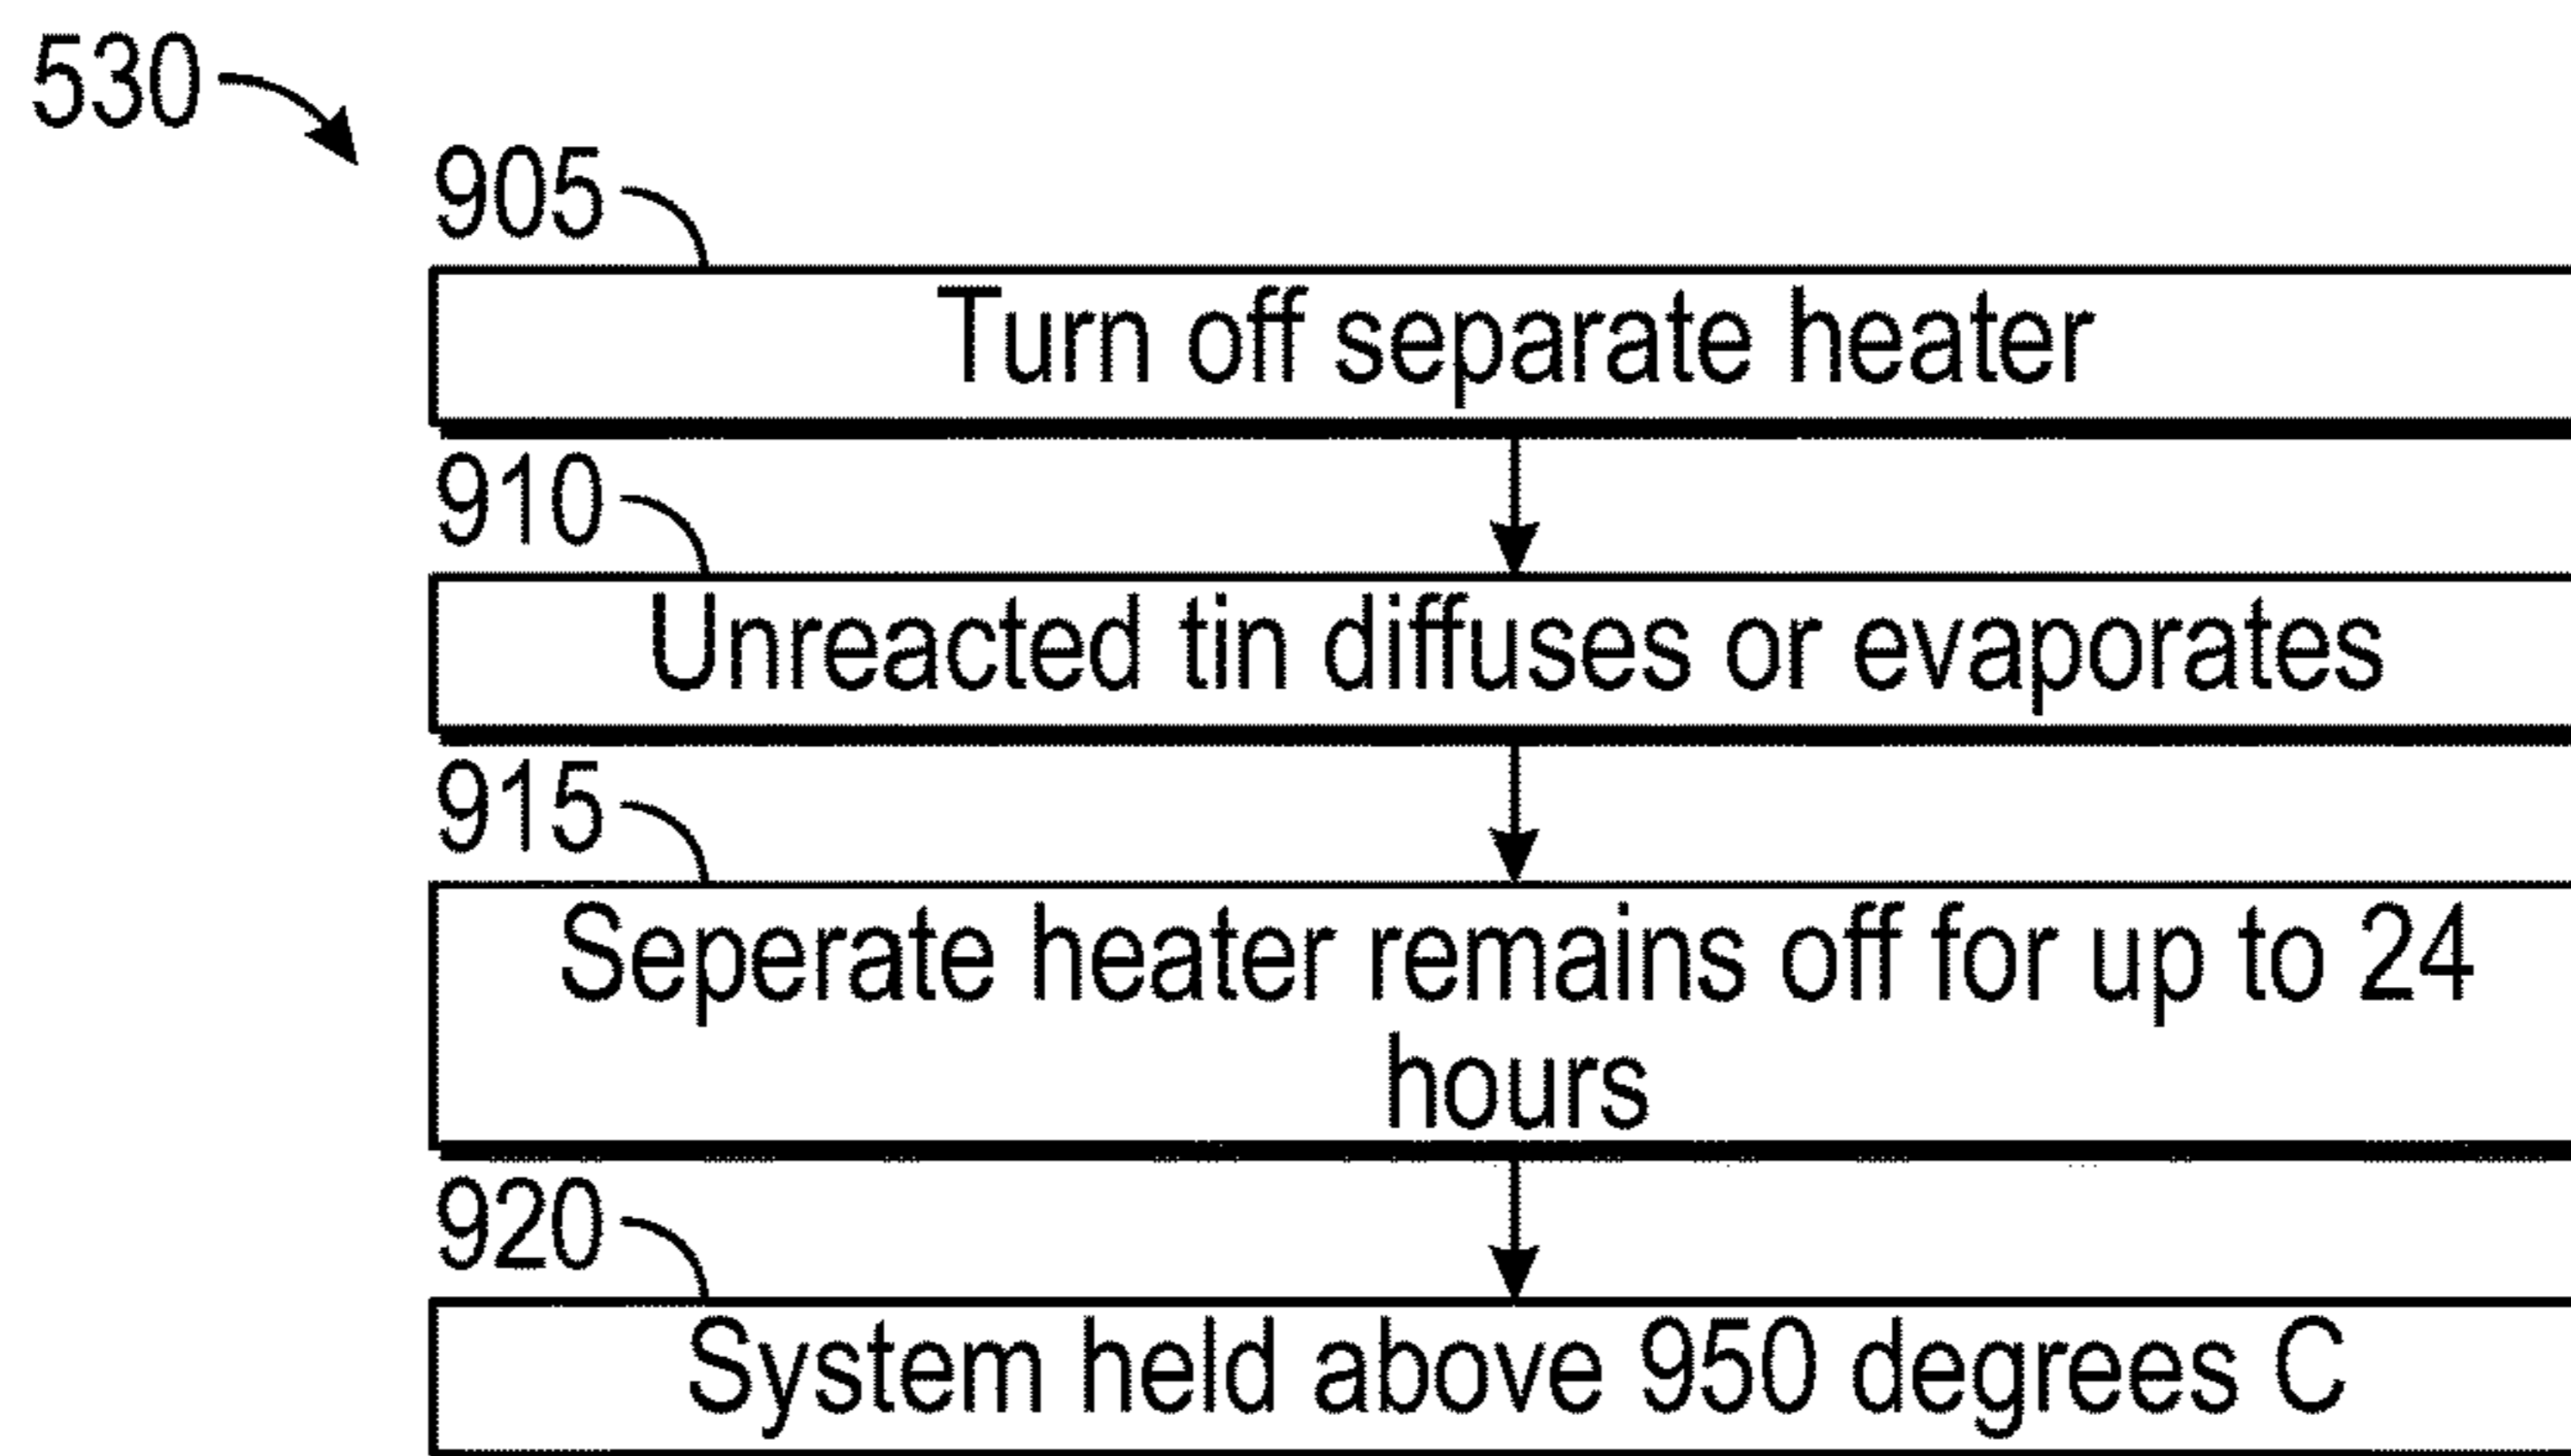 530
905
Turn off separate heater
910
Unreacted tin diffuses or evaporates
915
Seperate heater remains off for up to 24
hours
920
System held above 950 degrees C